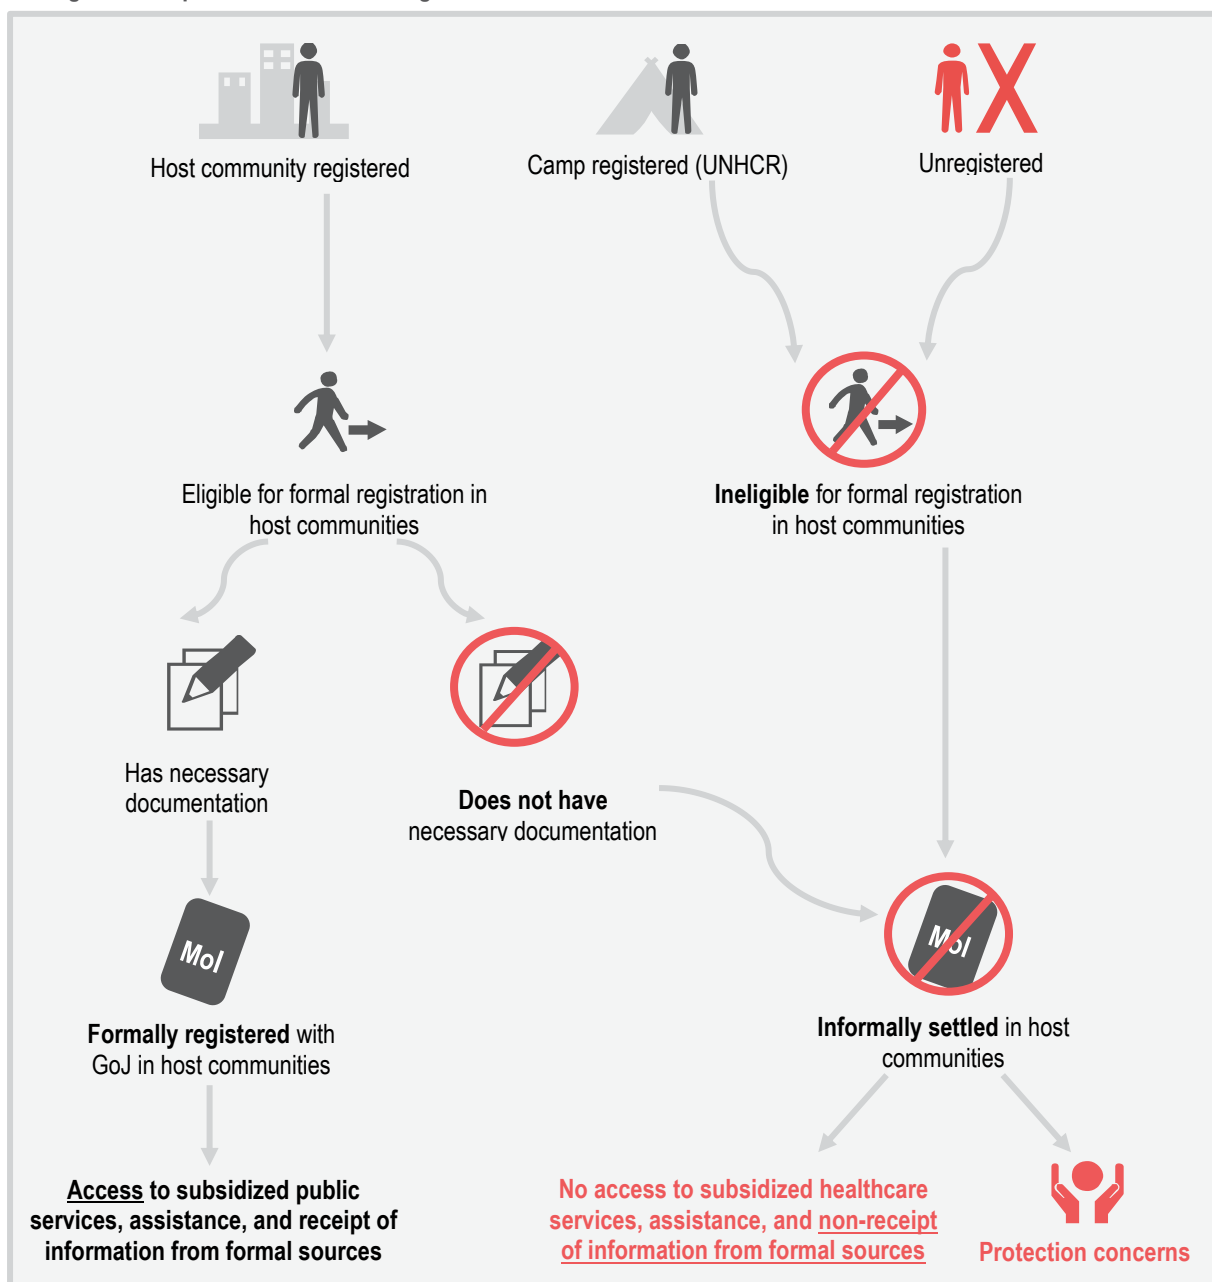 Host community registered
Camp registered (UNHCR)
Unregistered
Eligible for formal registration in
host communities
Ineligible for formal registration
in host communities
Has necessary
documentation
Does not have
necessary documentation
MoI
MoI
Formally registered with
GoJ in host communities
Informally settled in host
communities
Access to subsidized public
services, assistance, and receipt of
information from formal sources
No access to subsidized healthcare
services, assistance, and non-receipt
of information from formal sources
Protection concerns